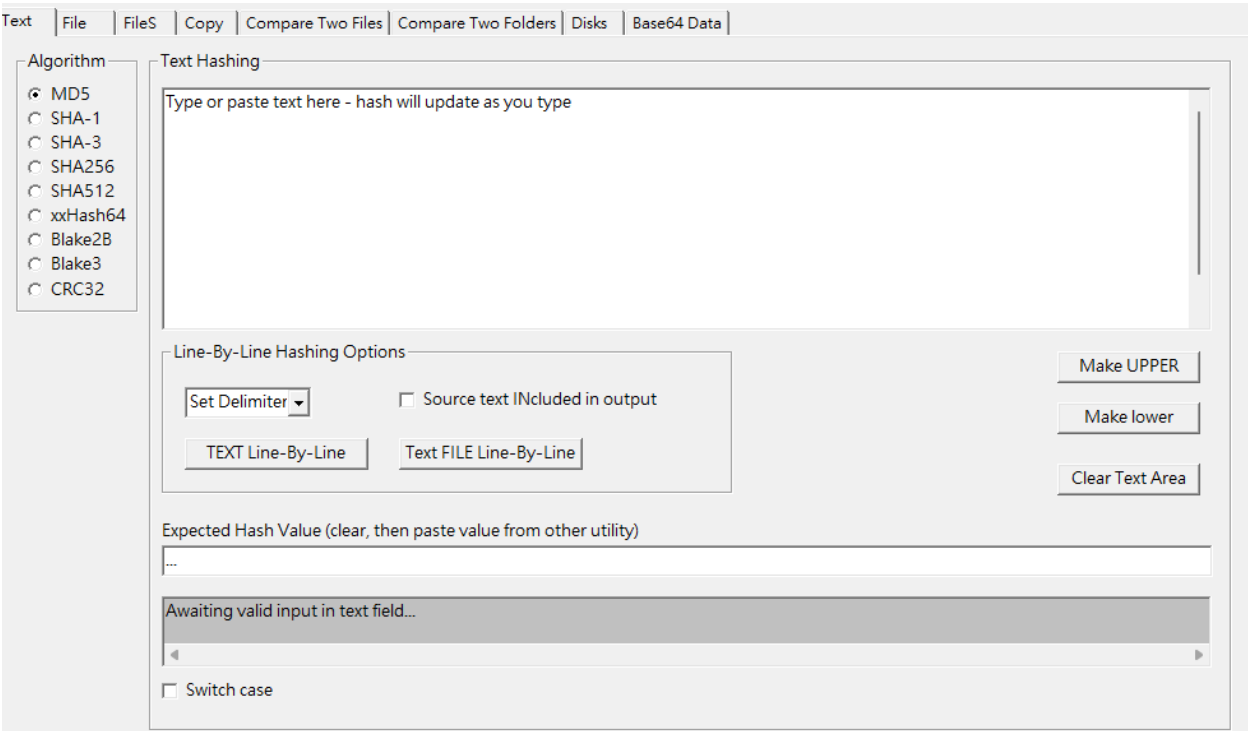 Text File FileS Copy Compare Two Files Compare Two Folders Disks Base64 Data
Algorithm
MD5
SHA-1
SHA-3
SHA256
SHA512
xxHash64
Blake2B
Blake3
CRC32
Text Hashing
Type or paste text here - hash will update as you type
Line-By-Line Hashing Options
Set Delimiter
Source text INcluded in output
TEXT Line-By-Line
Text FILE Line-By-Line
Make UPPER
Make lower
Clear Text Area
Expected Hash Value (clear, then paste value from other utility)
...
Awaiting valid input in text field...
Switch case